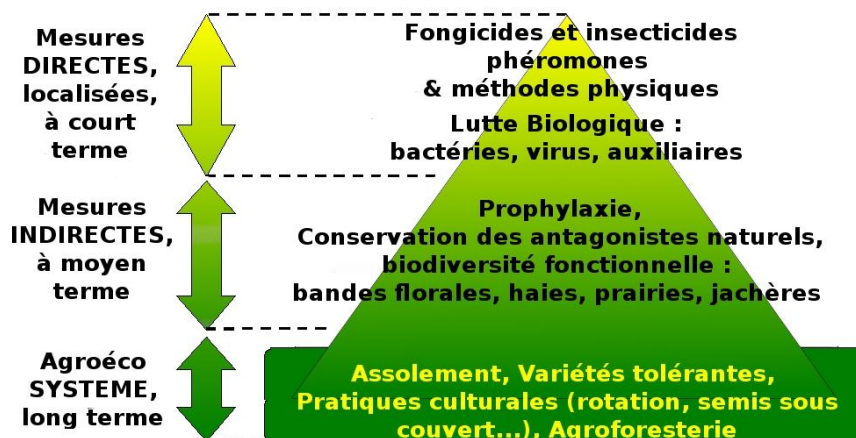 Mesures
DIRECTES,
localisées,
à court
terme
Fongicides et insecticides
phéromones
& méthodes physiques
Lutte Biologique :
bactéries, virus, auxiliaires
Mesures
INDIRECTES,
à moyen
terme
Prophylaxie,
Conservation des antagonistes naturels,
biodiversité fonctionnelle :
bandes florales, haies, prairies, jachères
Agroéco
SYSTEME,
long terme
Assolement, Variétés tolérantes,
Pratiques culturales (rotation, semis sous
couvert...), Agroforesterie